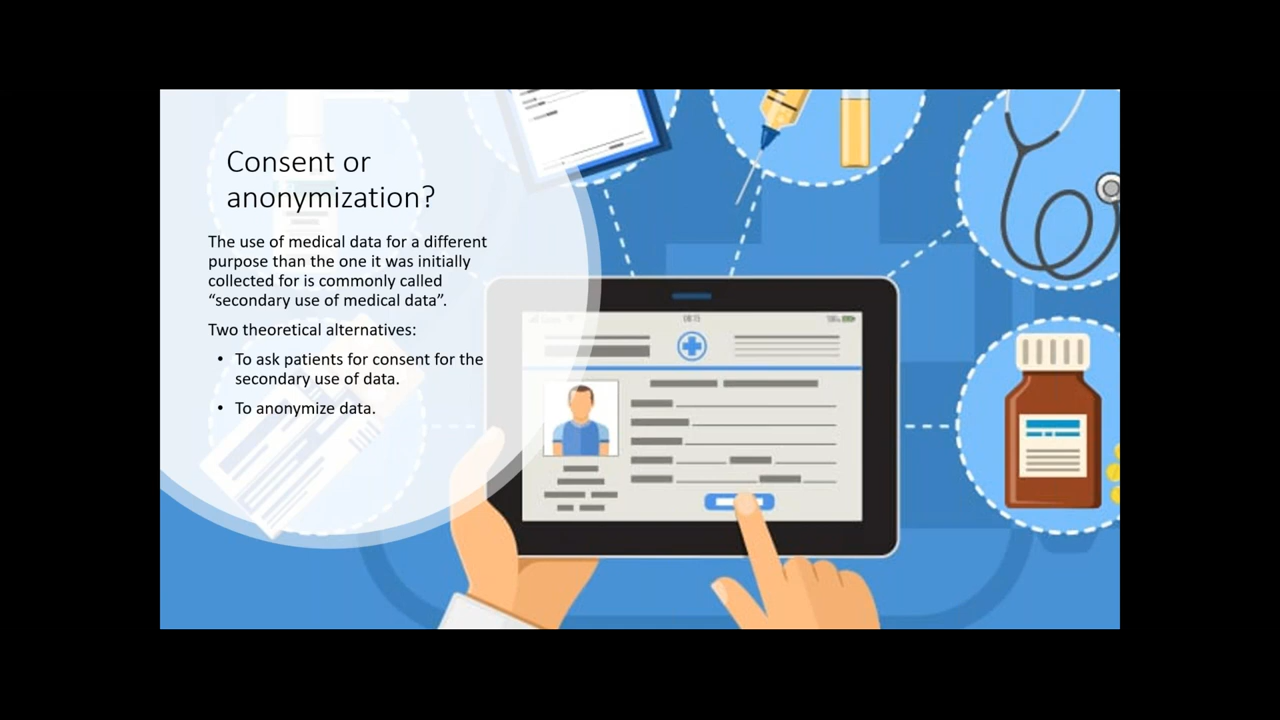 Consent or
anonymization?
The use of medical data for a different
purpose than the one it was initially
collected for is commonly called
“secondary use of medical data”.
Two theoretical alternatives:
• To ask patients for consent for the
secondary use of data.
• To anonymize data.